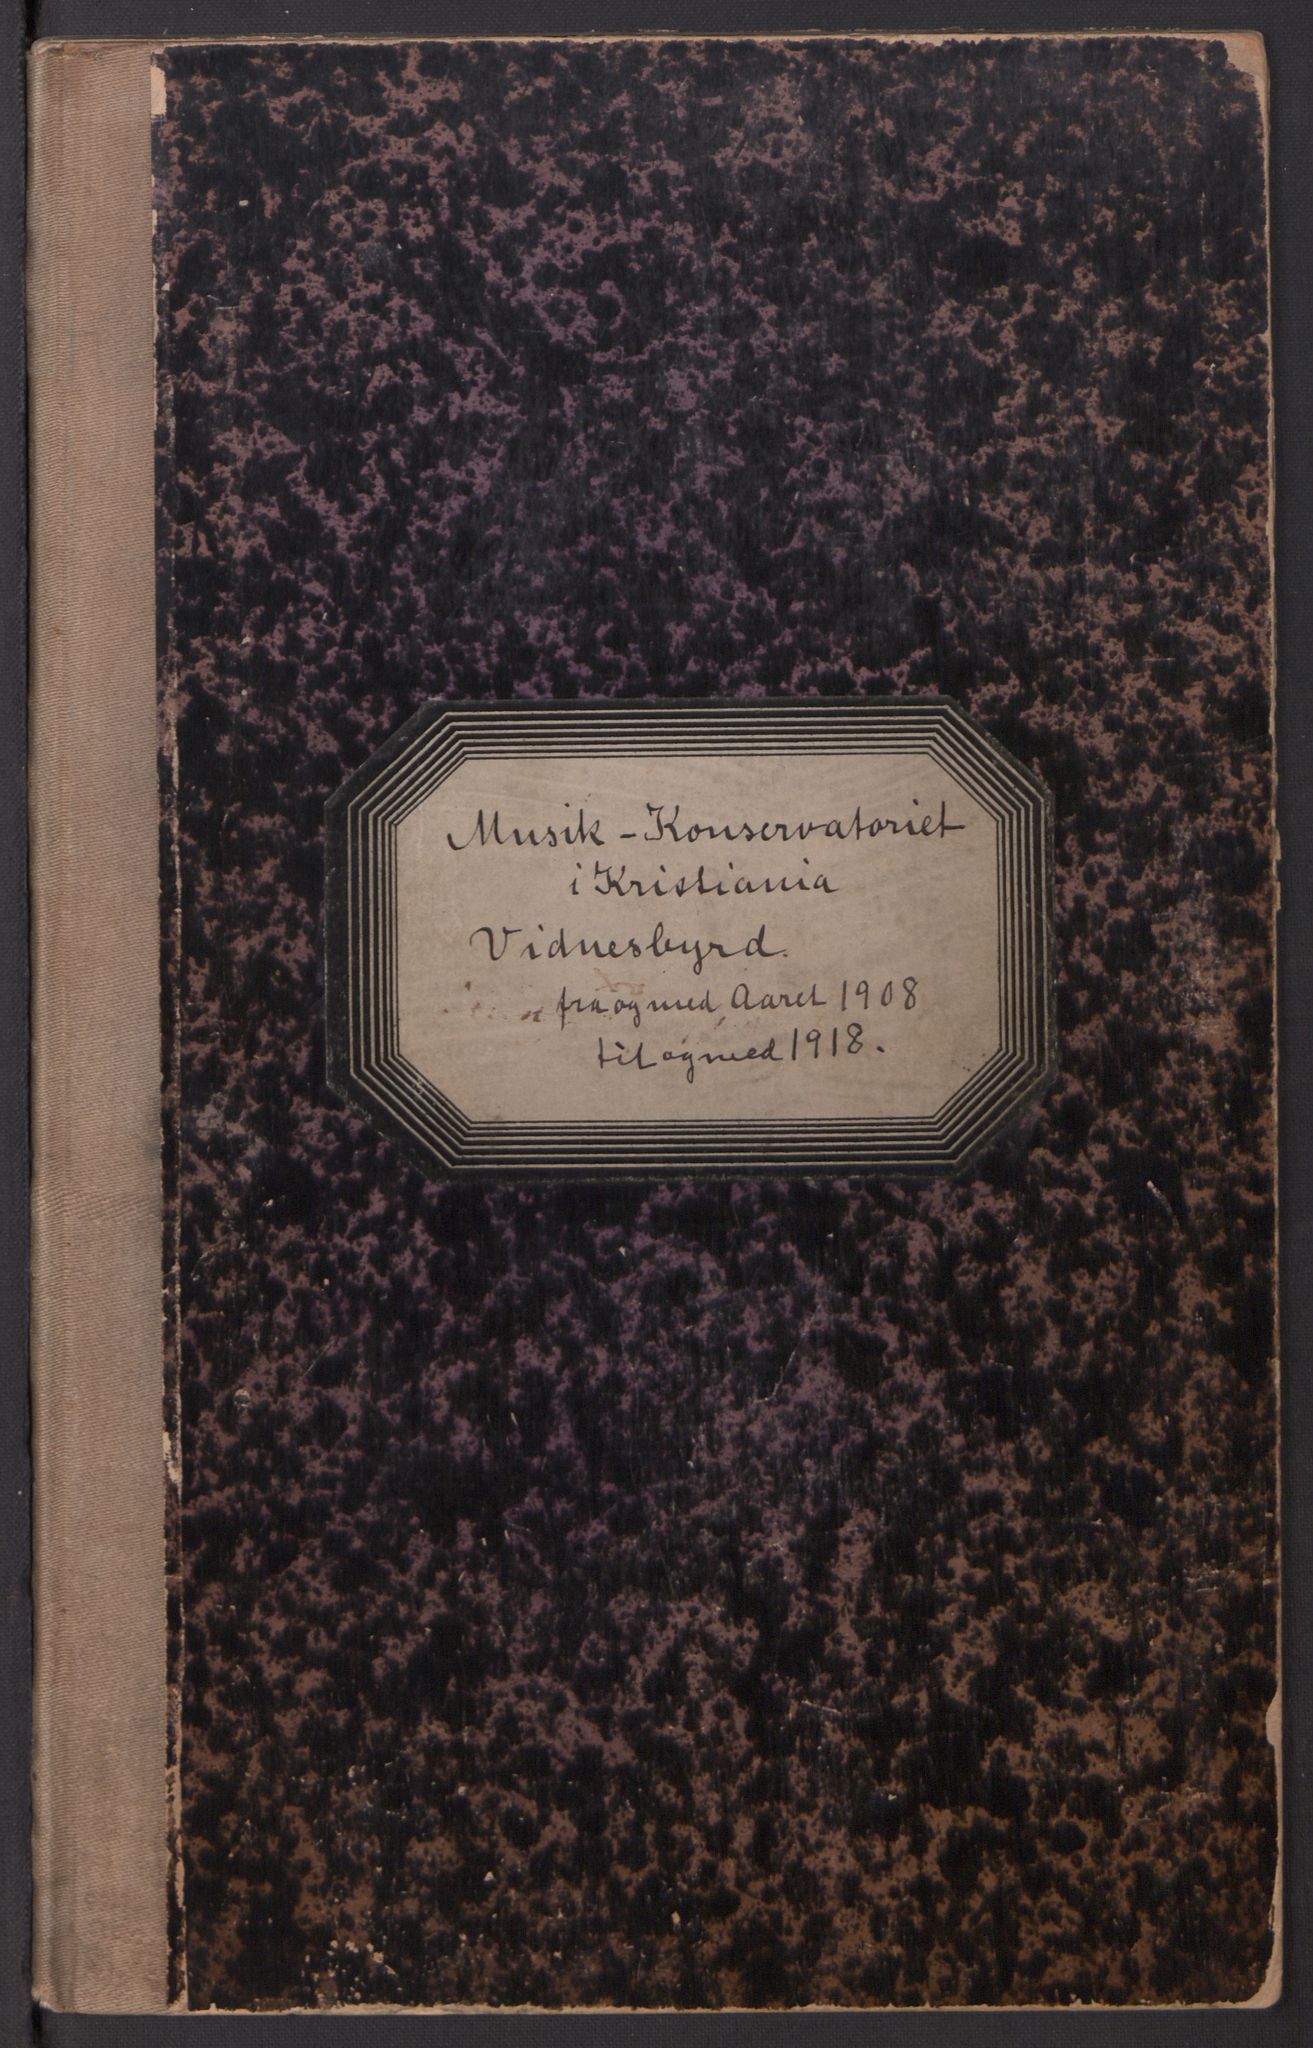 Musik-Konservatoriet
i Kristiania
Vidnesbyrd.
fra og med Aaret 1908
til og med 1918.